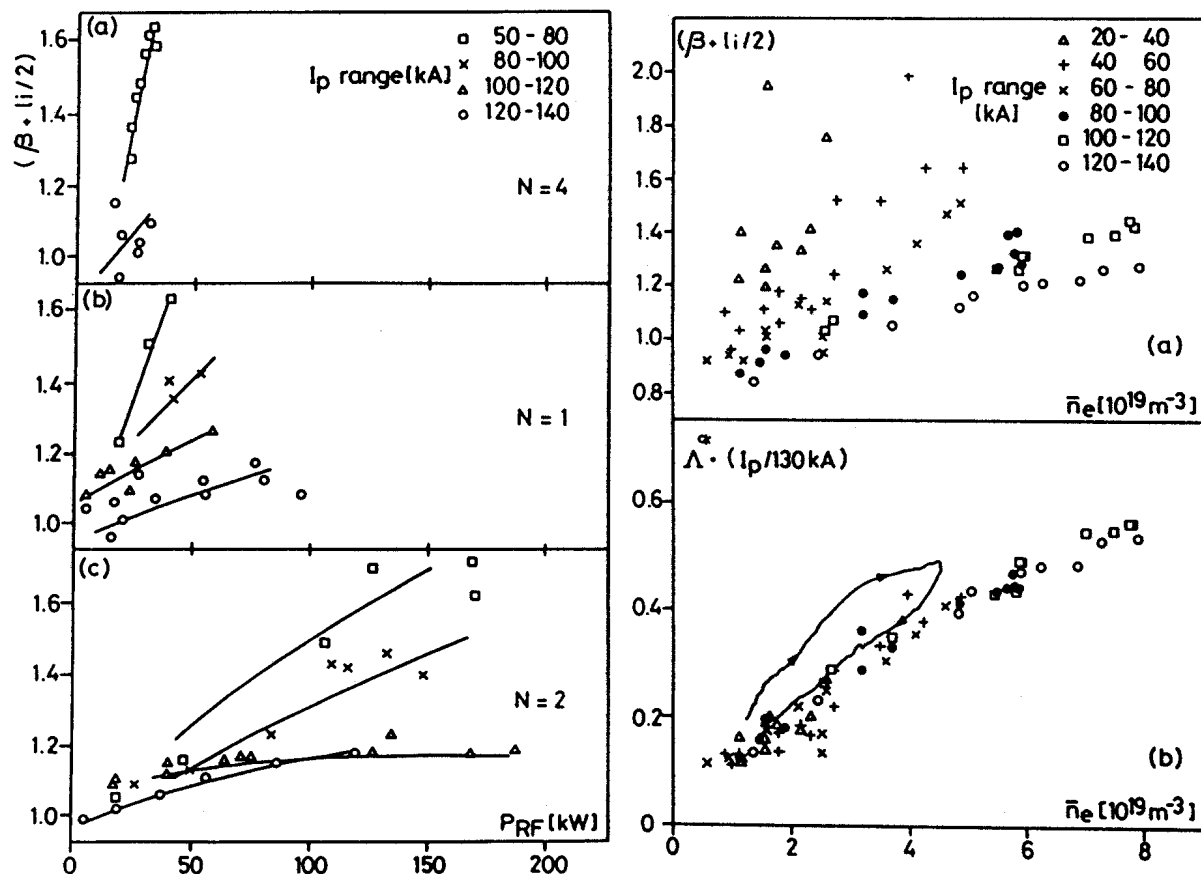 (a)
(β + li/2)
1.6
1.4
1.2
1.0
Ip range [kA]
□ 50 - 80
× 80 - 100
△ 100 - 120
○ 120 - 140
N = 4
(b)
1.6
1.4
1.2
1.0
N = 1
(c)
1.6
1.4
1.2
1.0
N = 2
PRF [kW]
0 50 100 150 200
(β + li/2)
2.0
1.8
1.6
1.4
1.2
1.0
0.8
Ip range
[kA]
△ 20 - 40
+ 40 60
× 60 - 80
● 80 - 100
□ 100 - 120
○ 120 - 140
(a)
n̄e [10¹⁹m⁻³]
· (Ip/130kA)
0.6
0.4
0.2
0
(b)
n̄e [10¹⁹m⁻³]
2 4 6 8